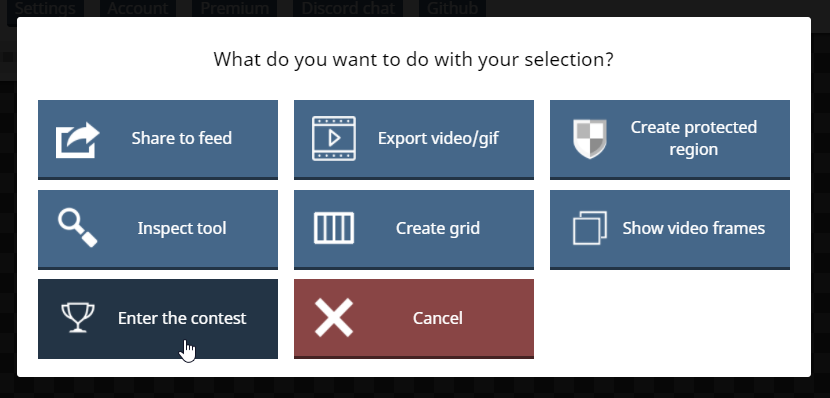 Settings Account Premium Discord chat Github
What do you want to do with your selection?
Share to feed
Export video/gif
Create protected
region
Inspect tool
Create grid
Show video frames
Enter the contest
Cancel